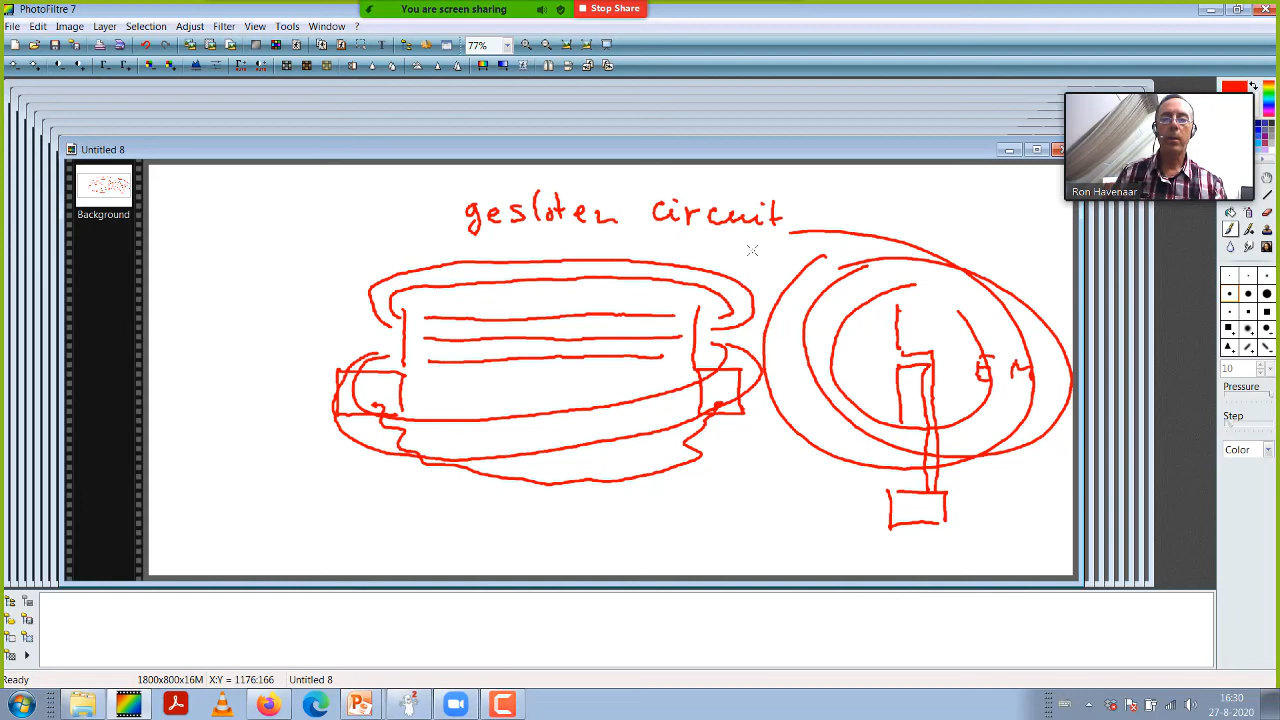 PhotoFiltre 7
You are screen sharing
Stop Share
File Edit Image Layer Selection Adjust Filter View Tools Window ?
77%
Untitled 8
Background
gesloten circuit
E M
Ron Havenaar
10
Pressure
Step
Color
Ready 1800x800x16M X:Y = 1176:166 Untitled 8
16:30
27-8-2020